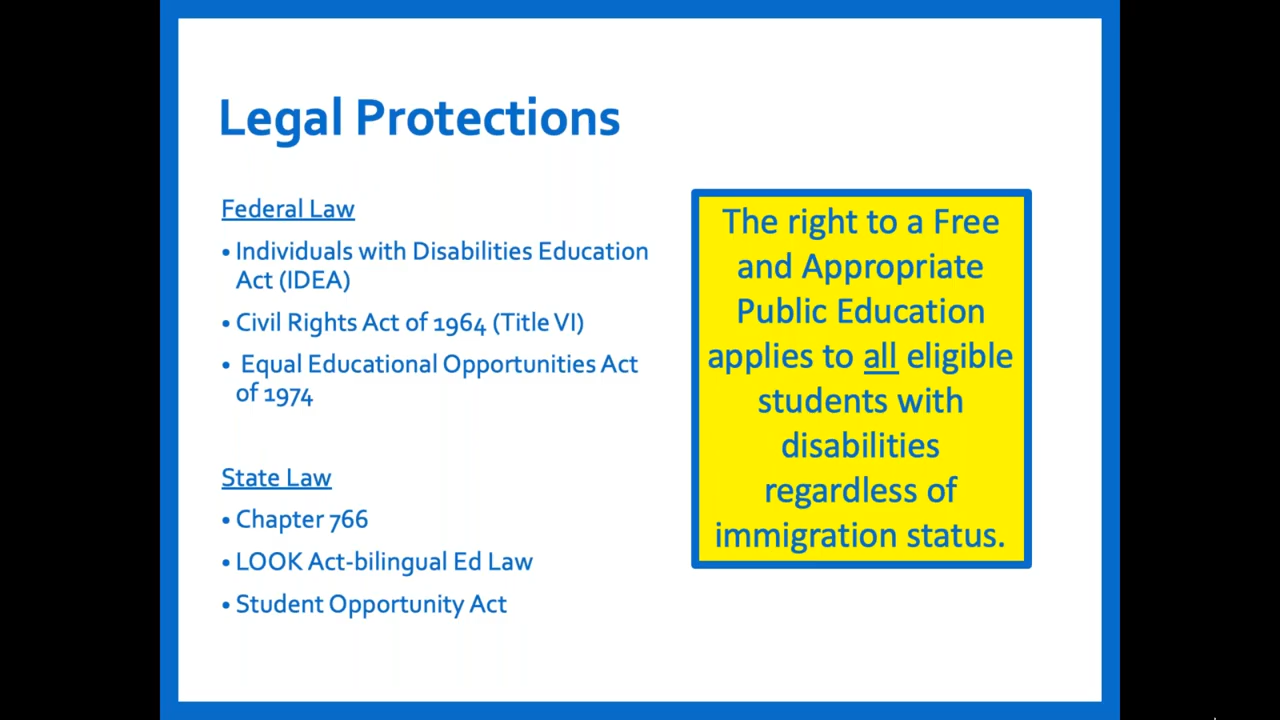 Legal Protections
Federal Law
• Individuals with Disabilities Education
Act (IDEA)
• Civil Rights Act of 1964 (Title VI)
• Equal Educational Opportunities Act
of 1974
State Law
• Chapter 766
• LOOK Act-bilingual Ed Law
• Student Opportunity Act
The right to a Free
and Appropriate
Public Education
applies to all eligible
students with
disabilities
regardless of
immigration status.